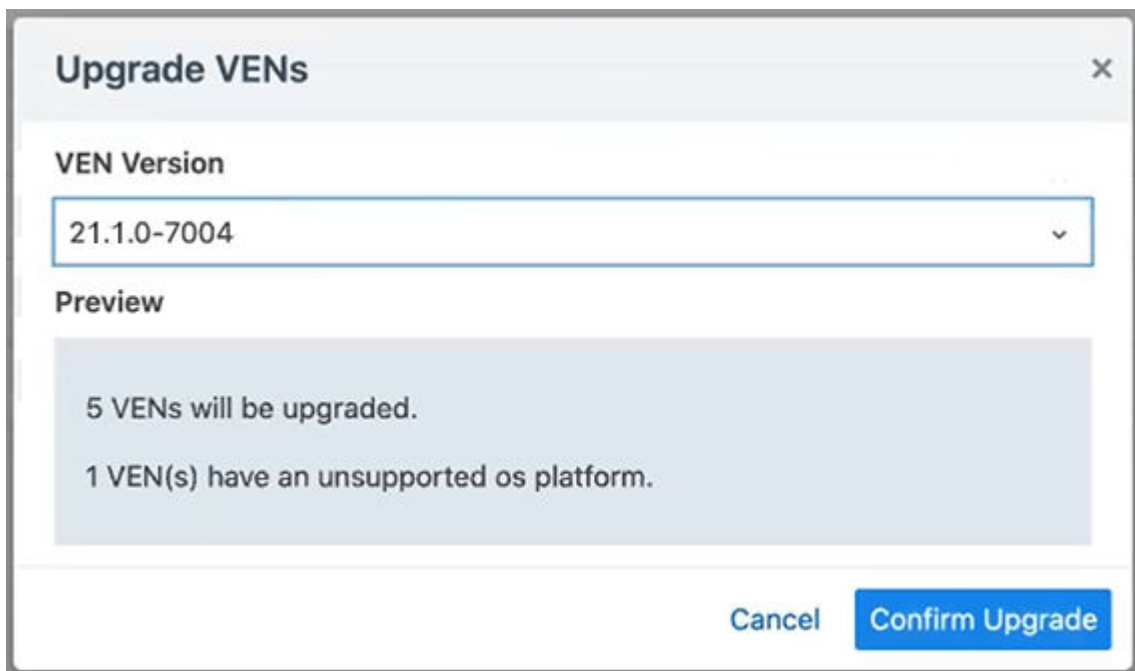 Upgrade VENs
VEN Version
21.1.0-7004
Preview
5 VENs will be upgraded.
1 VEN(s) have an unsupported os platform.
Cancel
Confirm Upgrade